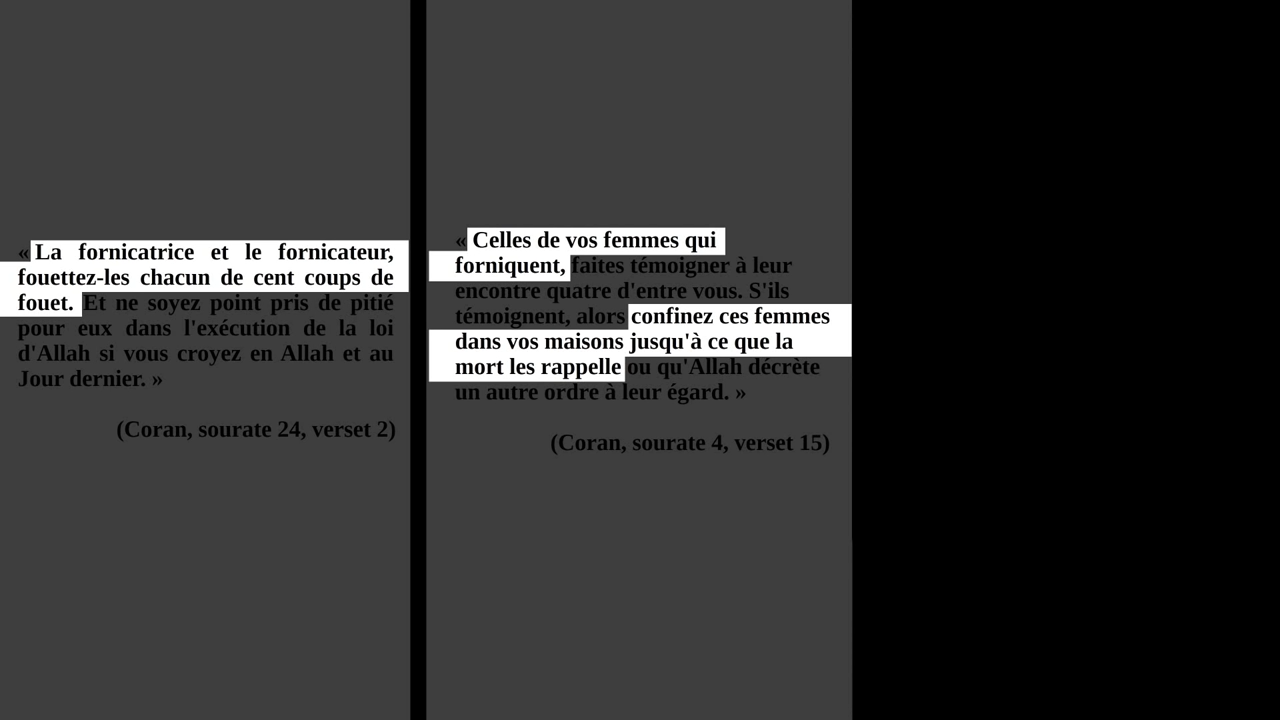 « La fornicatrice et le fornicateur,
fouettez-les chacun de cent coups de
fouet. Et ne soyez point pris de pitié
pour eux dans l'exécution de la loi
d'Allah si vous croyez en Allah et au
Jour dernier. »
(Coran, sourate 24, verset 2)
« Celles de vos femmes qui
forniquent, faites témoigner à leur
encontre quatre d'entre vous. S'ils
témoignent, alors confinez ces femmes
dans vos maisons jusqu'à ce que la
mort les rappelle ou qu'Allah décrète
un autre ordre à leur égard. »
(Coran, sourate 4, verset 15)